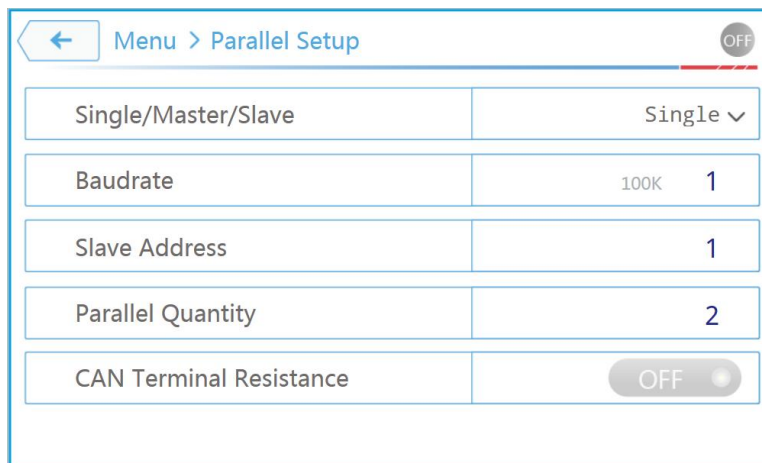 Menu > Parallel Setup OFF
Single/Master/Slave Single
Baudrate 100K 1
Slave Address 1
Parallel Quantity 2
CAN Terminal Resistance OFF